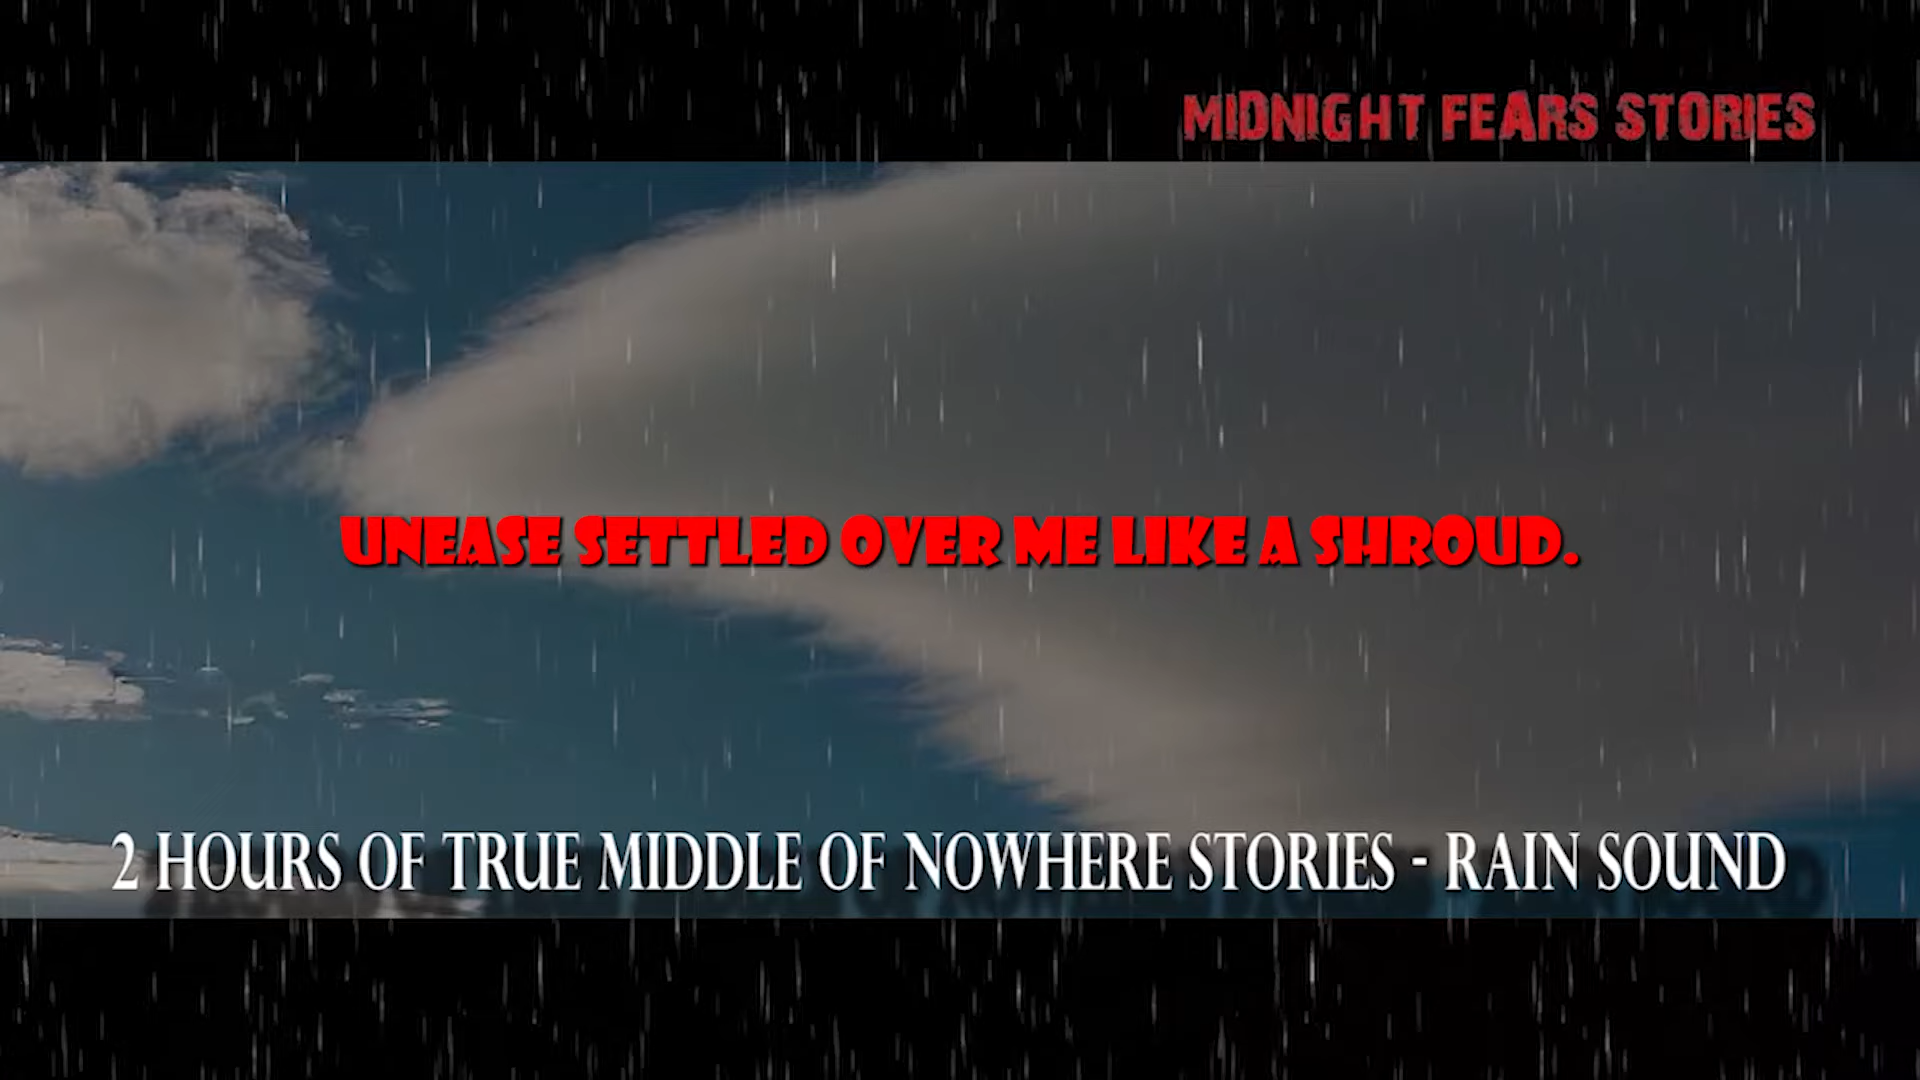 MIDNIGHT FEARS STORIES
UNEASE SETTLED OVER ME LIKE A SHROUD.
2 HOURS OF TRUE MIDDLE OF NOWHERE STORIES - RAIN SOUND